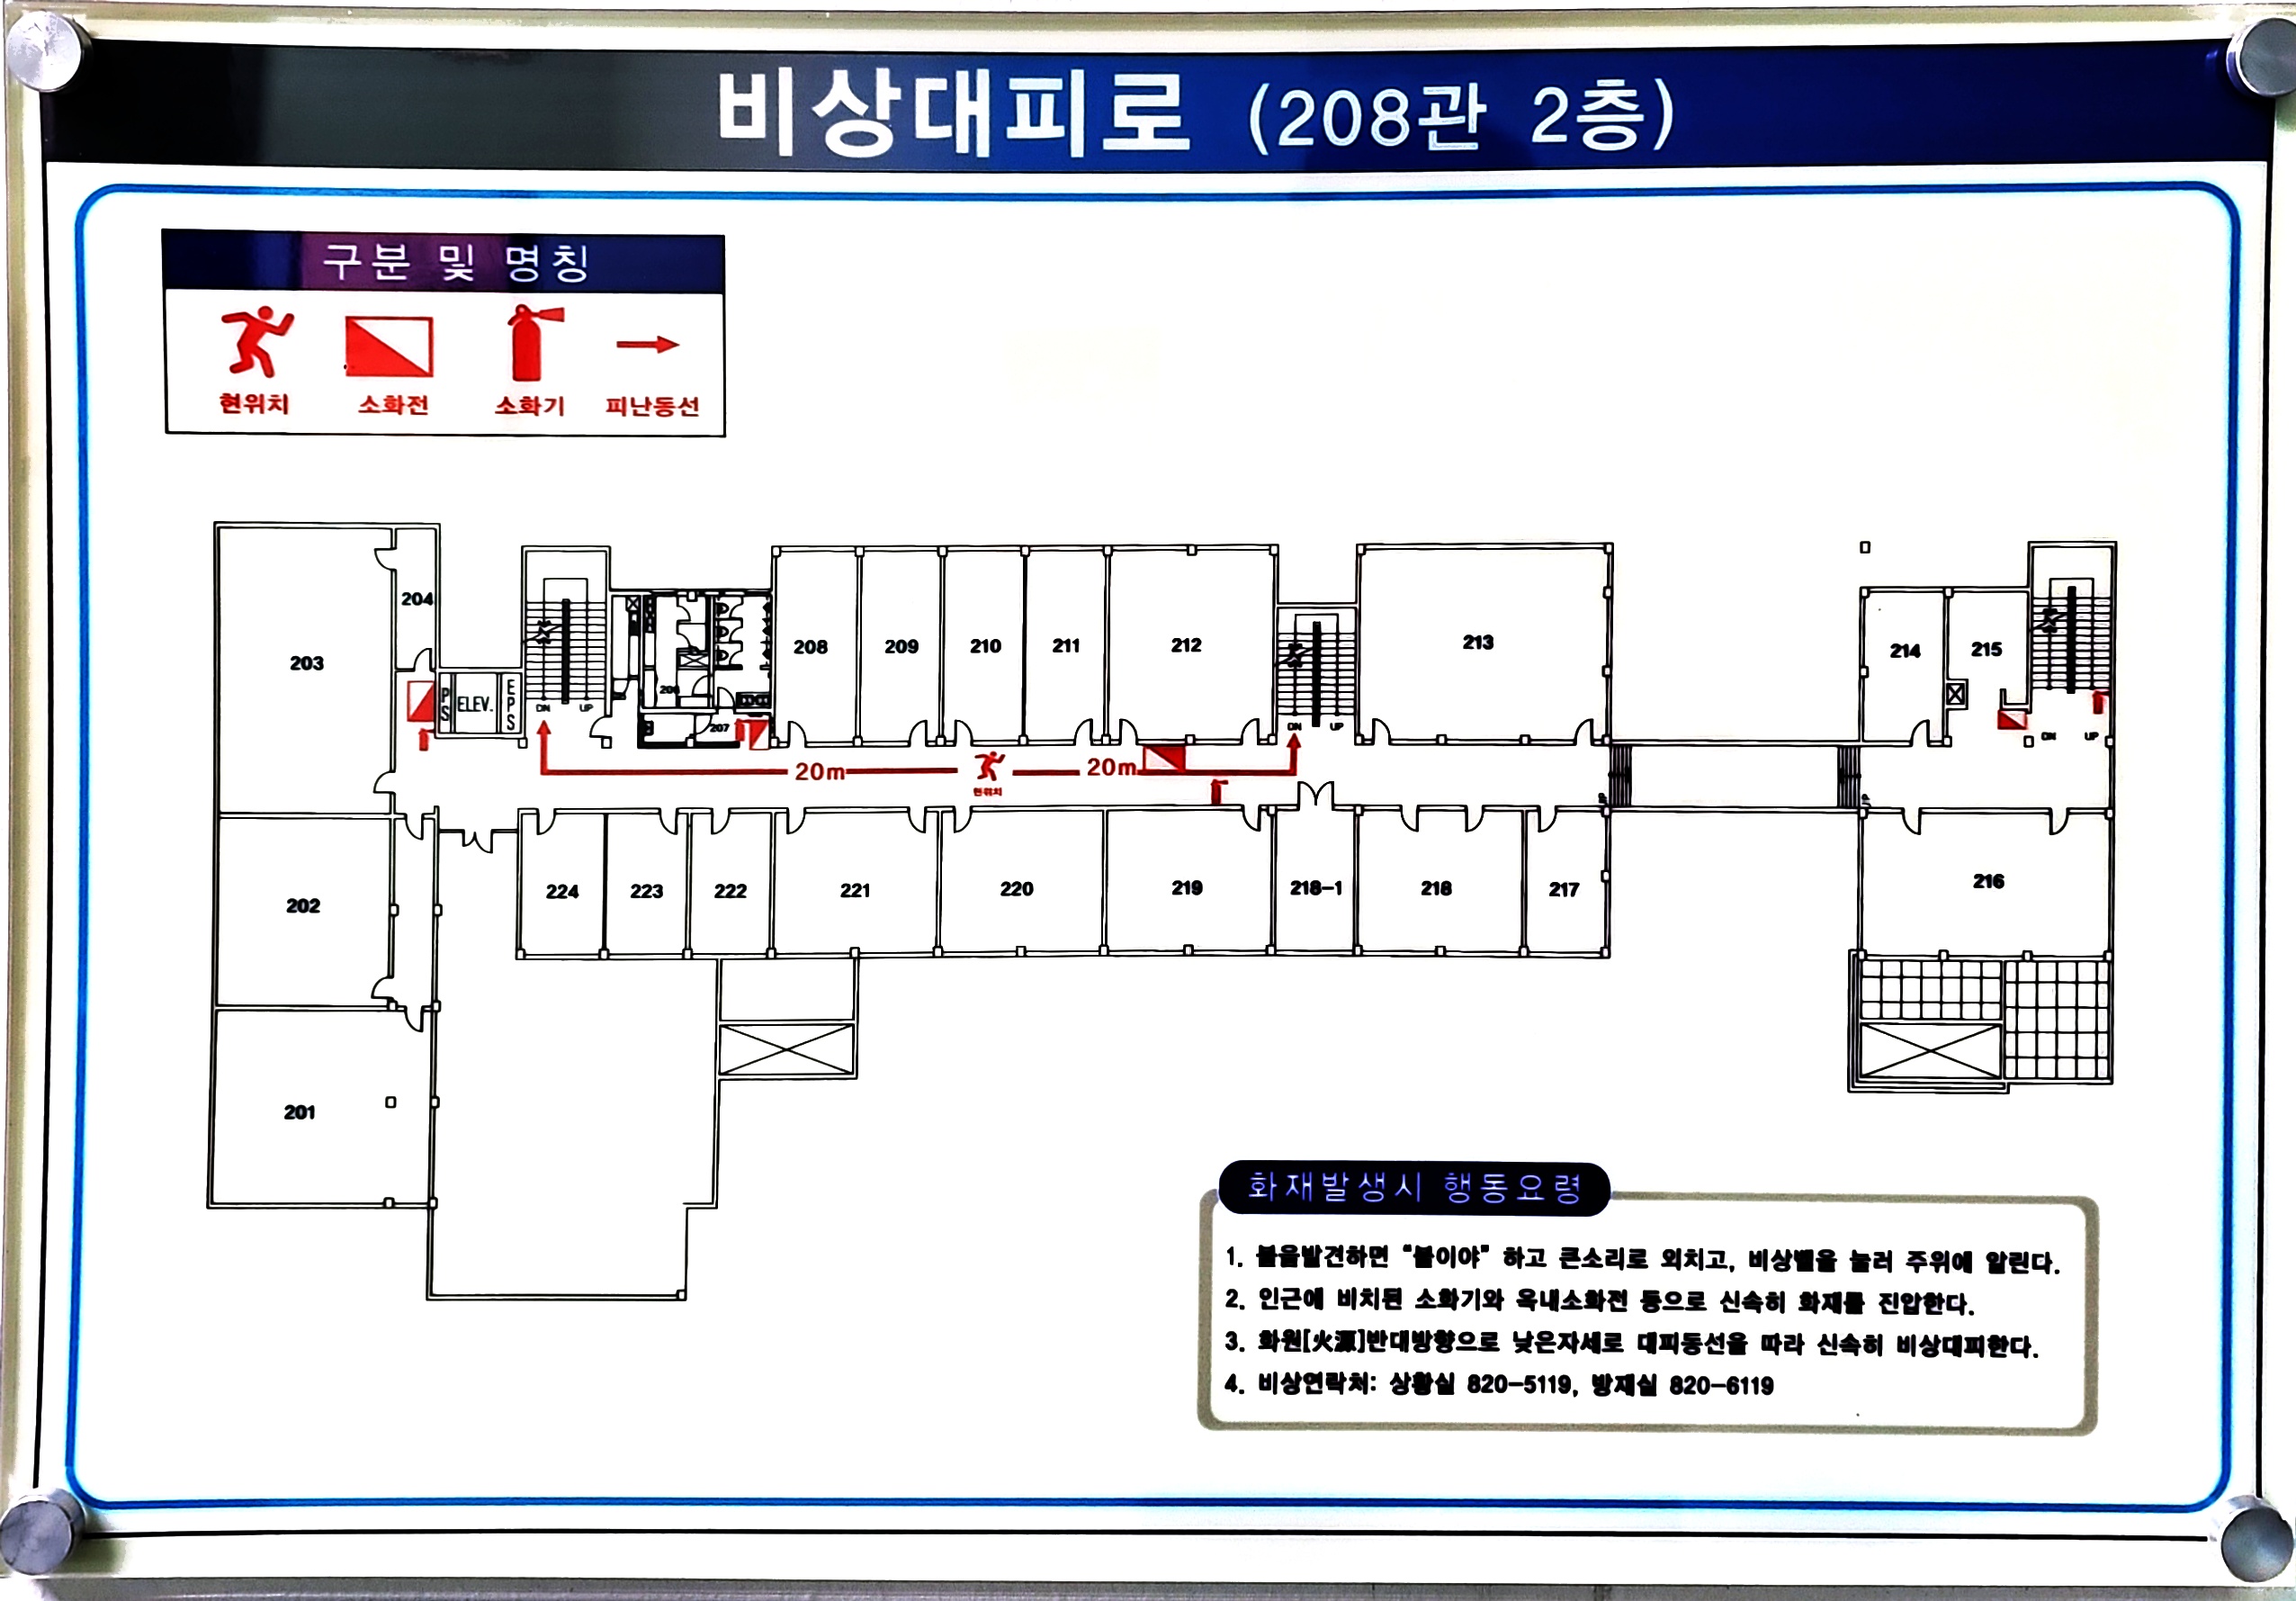 비상대피로 (208관 2층)
구분 및 명칭
현위치 소화전 소화기 피난동선
203
204
PS
ELEV.
EPS
DN UP
206
207
208 209 210 211 212
DN UP
213
214 215
DN UP
20m
현위치
20m
UP
UP
202
224 223 222 221 220 219 218-1 218 217
216
201
화재발생시 행동요령
1. 불을발견하면 "불이야" 하고 큰소리로 외치고, 비상벨을 눌러 주위에 알린다.
2. 인근에 비치된 소화기와 옥내소화전 등으로 신속히 화재를 진압한다.
3. 화원[火源]반대방향으로 낮은자세로 대피동선을 따라 신속히 비상대피한다.
4. 비상연락처: 상황실 820-5119, 방재실 820-6119